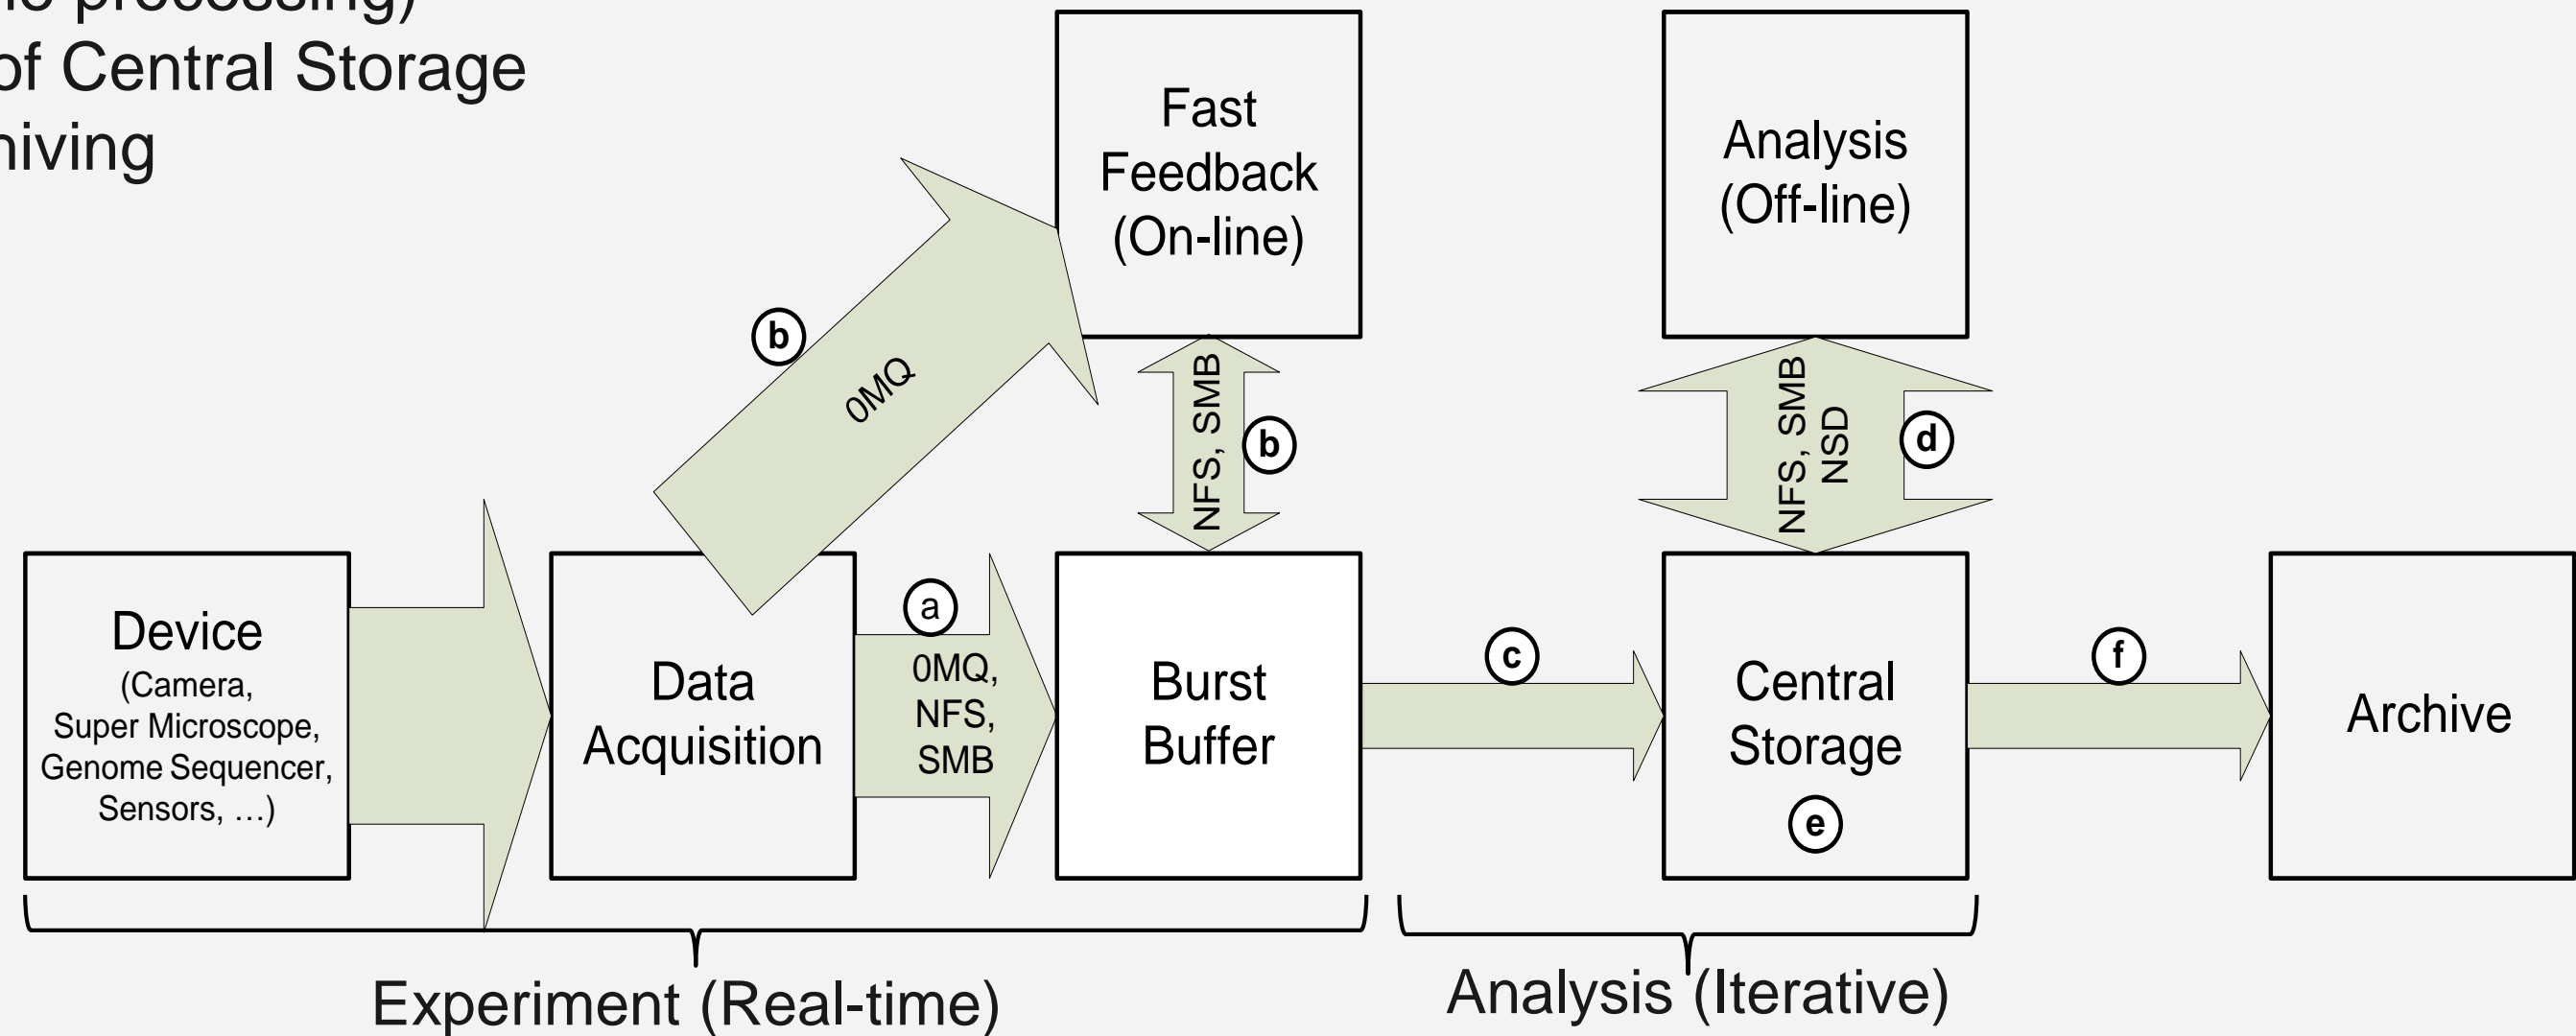 processing)
of Central Storage
Fast
Feedback
(On-line)
Analysis
(Off-line)
b
0MQ
NFS, SMB
b
NFS, SMB
NSD
d
Device
(Camera,
Super Microscope,
Genome Sequencer,
Sensors, …)
Data
Acquisition
a
0MQ,
NFS,
SMB
Burst
Buffer
c
Central
Storage
e
f
Archive
Experiment (Real-time)
Analysis (Iterative)